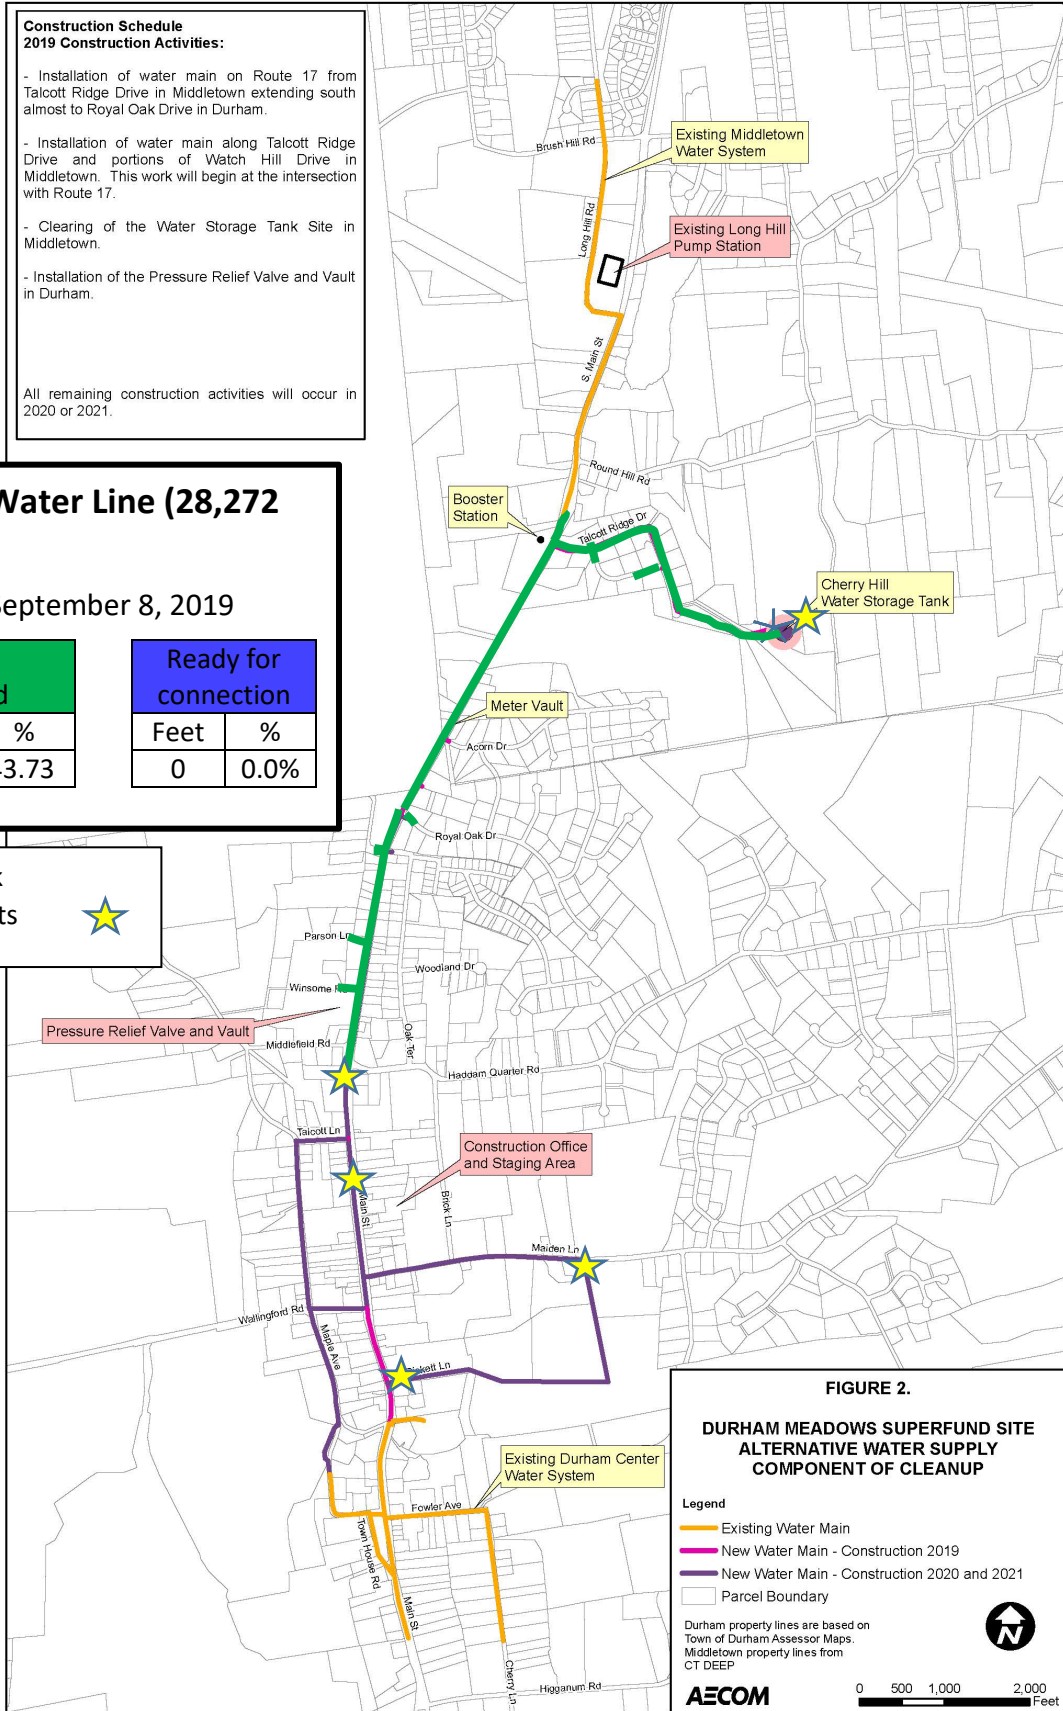 Construction Schedule
2019 Construction Activities:
- Installation of water main on Route 17 from
Talcott Ridge Drive in Middletown extending south
almost to Royal Oak Drive in Durham.
- Installation of water main along Talcott Ridge
Drive and portions of Watch Hill Drive in
Middletown. This work will begin at the intersection
with Route 17.
- Clearing of the Water Storage Tank Site in
Middletown.
- Installation of the Pressure Relief Valve and Vault
in Durham.
All remaining construction activities will occur in
2020 or 2021.
Water Line (28,272
September 8, 2019
d
%
3.73
Ready for
connection
Feet %
0 0.0%
k
ts
Brush Hill Rd
Existing Middletown
Water System
Long Hill Rd
Existing Long Hill
Pump Station
S. Main St
Round Hill Rd
Booster
Station
Talcott Ridge Dr
Cherry Hill
Water Storage Tank
Meter Vault
Acorn Dr
Royal Oak Dr
Parson Ln
Woodland Dr
Winsome
Pressure Relief Valve and Vault
Middlefield Rd
Oak Ter
Haddam Quarter Rd
Talcott Ln
Construction Office
and Staging Area
Main St
Brick Ln
Maiden Ln
Wallingford Rd
Maple Ave
ickett Ln
Existing Durham Center
Water System
Fowler Ave
Town House Rd
Main St
Cherry Ln
Higganum Rd
FIGURE 2.
DURHAM MEADOWS SUPERFUND SITE
ALTERNATIVE WATER SUPPLY
COMPONENT OF CLEANUP
Legend
Existing Water Main
New Water Main - Construction 2019
New Water Main - Construction 2020 and 2021
Parcel Boundary
Durham property lines are based on
Town of Durham Assessor Maps.
Middletown property lines from
CT DEEP
N
AECOM
0 500 1,000 2,000
Feet